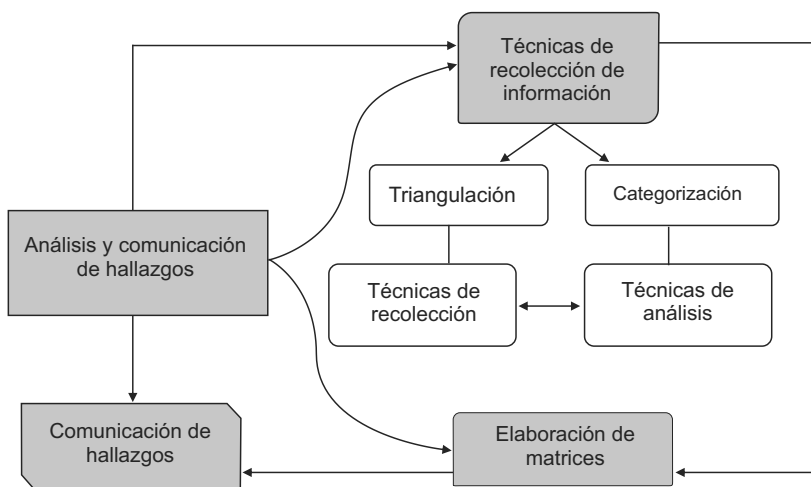 Técnicas de
recolección de
información
Triangulación
Categorización
Análisis y comunicación
de hallazgos
Técnicas de
recolección
Técnicas de
análisis
Comunicación de
hallazgos
Elaboración de
matrices